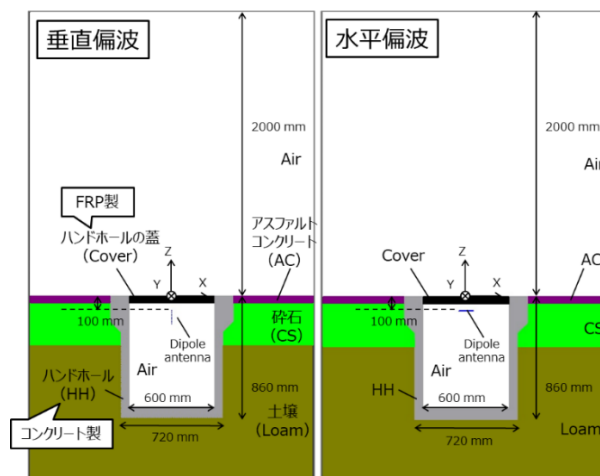 垂直偏波
2000 mm
Air
FRP製
ハンドホールの蓋
(Cover)
アスファルト
コンクリート
(AC)
Z
Y
X
100 mm
砕石
(CS)
Dipole
antenna
Air
ハンドホール
(HH)
860 mm
600 mm
土壌
(Loam)
コンクリート製
720 mm
水平偏波
2000 mm
Air
Cover
Z
Y
X
AC
100 mm
CS
Dipole
antenna
Air
HH
860 mm
600 mm
Loam
720 mm